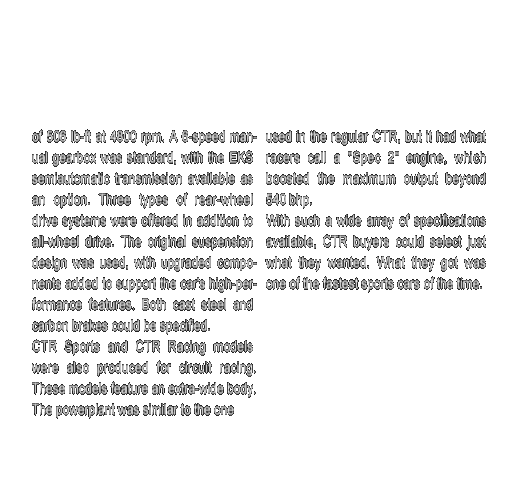 of 606 lb-ft at 4900 rpm. A 6-speed man-
ual gearbox was standard, with the EKS
semiautomatic transmission available as
an option. Three types of rear-wheel
drive systems were offered in addition to
all-wheel drive. The original suspension
design was used, with upgraded compo-
nents added to support the car's high-per-
formance features. Both cast steel and
carbon brakes could be specified.
CTR Sports and CTR Racing models
were also produced for circuit racing.
These models feature an extra-wide body.
The powerplant was similar to the one
used in the regular CTR, but it had what
racers call a "Spec 2" engine, which
boosted the maximum output beyond
540 bhp.
With such a wide array of specifications
available, CTR buyers could select just
what they wanted. What they got was
one of the fastest sports cars of the time.